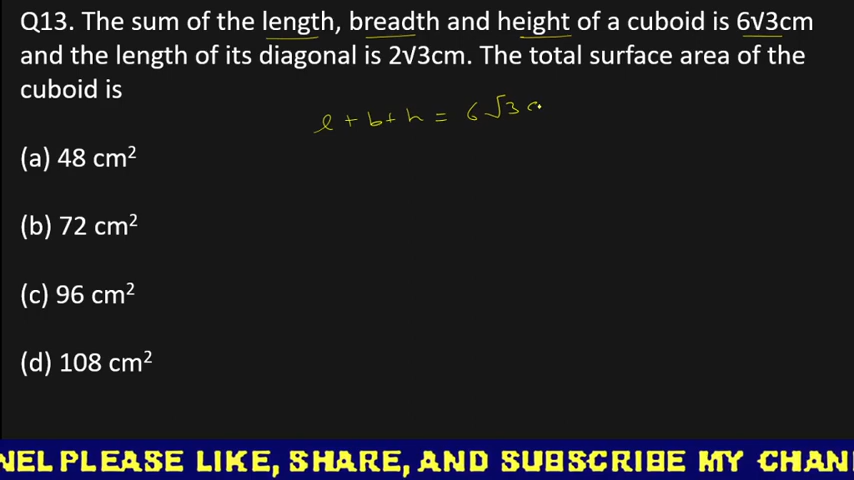 Q13. The sum of the length, breadth and height of a cuboid is 6√3cm
and the length of its diagonal is 2√3cm. The total surface area of the
cuboid is
l + b + h = 6√3 c
(a) 48 cm²
(b) 72 cm²
(c) 96 cm²
(d) 108 cm²
NEL PLEASE LIKE, SHARE, AND SUBSCRIBE MY CHAN